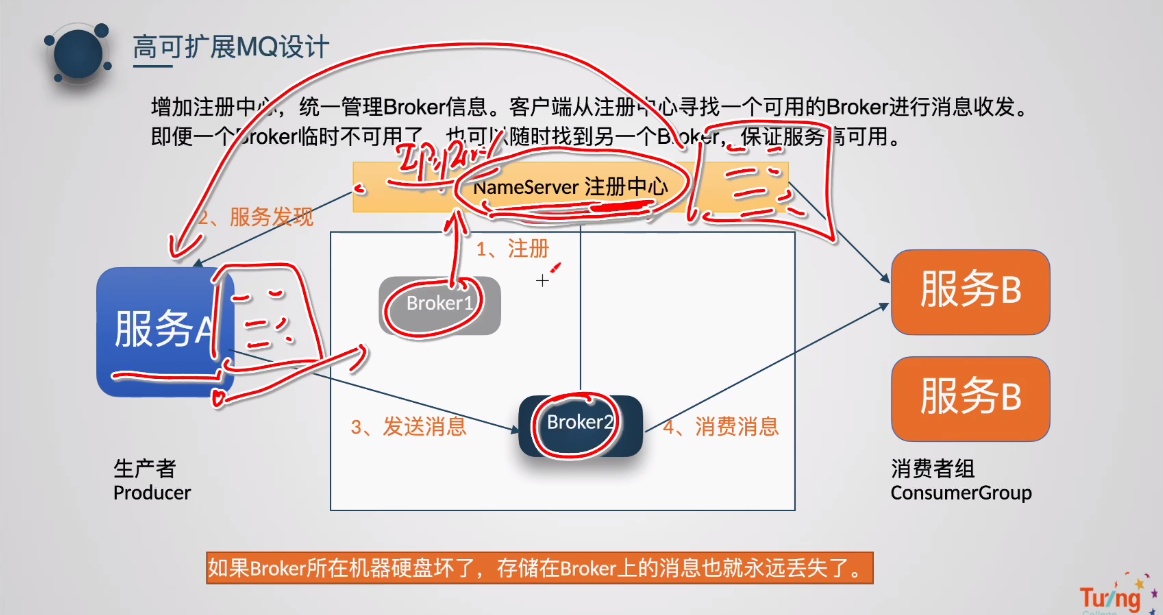 高可扩展MQ设计
增加注册中心，统一管理Broker信息。客户端从注册中心寻找一个可用的Broker进行消息收发。
即便一个Broker临时不可用了，也可以随时找到另一个Broker，保证服务高可用。
NameServer 注册中心
2、服务发现
1、注册
Broker1
服务A
服务B
服务B
Broker2
3、发送消息
4、消费消息
生产者
Producer
消费者组
ConsumerGroup
如果Broker所在机器硬盘坏了，存储在Broker上的消息也就永远丢失了。
Turing